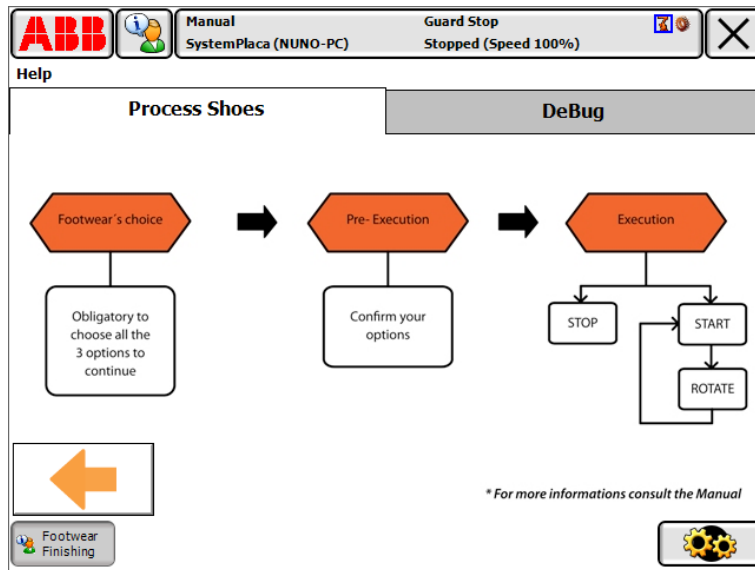 ABB
Manual
SystemPlaca (NUNO-PC)
Guard Stop
Stopped (Speed 100%)
Help
Process Shoes
DeBug
Footwear´s choice
Pre- Execution
Execution
Obligatory to
choose all the
3 options to
continue
Confirm your
options
STOP
START
ROTATE
* For more informations consult the Manual
Footwear
Finishing